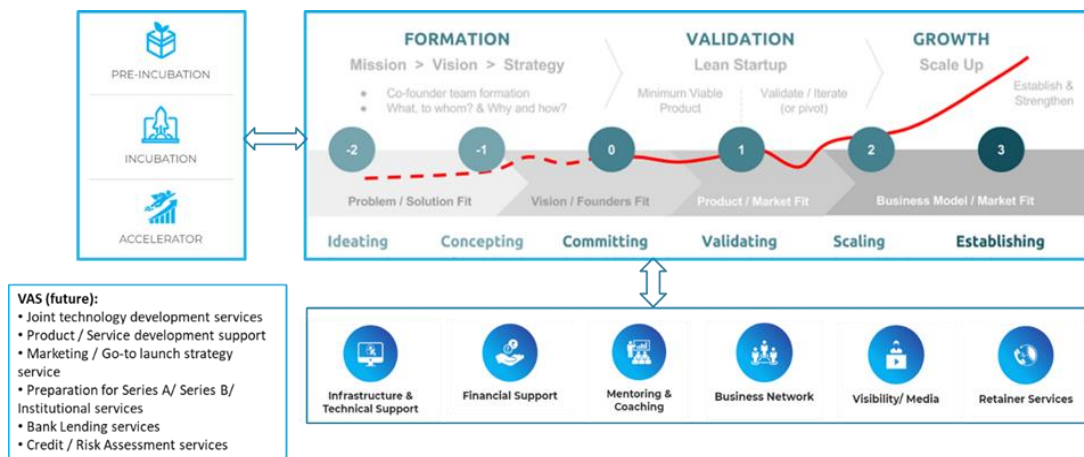 PRE-INCUBATION
INCUBATION
ACCELERATOR
FORMATION
Mission > Vision > Strategy
• Co-founder team formation
• What, to whom? & Why and how?
VALIDATION
Lean Startup
Minimum Viable
Product
Validate / Iterate
(or pivot)
GROWTH
Scale Up
Establish &
Strengthen
-2
-1
0
1
2
3
Problem / Solution Fit
Vision / Founders Fit
Product / Market Fit
Business Model / Market Fit
Ideating
Concepting
Committing
Validating
Scaling
Establishing
VAS (future):
• Joint technology development services
• Product / Service development support
• Marketing / Go-to launch strategy
service
• Preparation for Series A/ Series B/
Institutional services
• Bank Lending services
• Credit / Risk Assessment services
Infrastructure &
Technical Support
Financial Support
Mentoring &
Coaching
Business Network
Visibility/ Media
Retainer Services